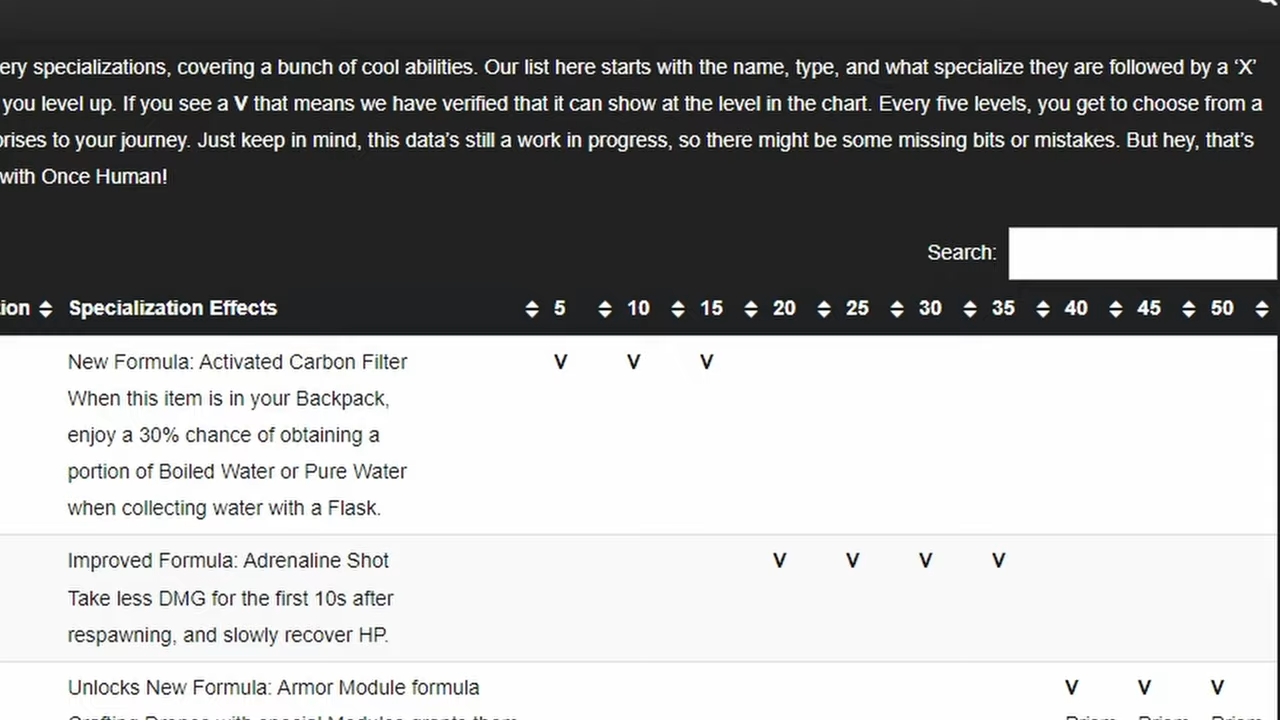 ery specializations, covering a bunch of cool abilities. Our list here starts with the name, type, and what specialize they are followed by a ‘X’
you level up. If you see a V that means we have verified that it can show at the level in the chart. Every five levels, you get to choose from a
prises to your journey. Just keep in mind, this data's still a work in progress, so there might be some missing bits or mistakes. But hey, that's
with Once Human!
Search:
ion Specialization Effects 5 10 15 20 25 30 35 40 45 50
New Formula: Activated Carbon Filter V V V
When this item is in your Backpack,
enjoy a 30% chance of obtaining a
portion of Boiled Water or Pure Water
when collecting water with a Flask.
Improved Formula: Adrenaline Shot V V V V
Take less DMG for the first 10s after
respawning, and slowly recover HP.
Unlocks New Formula: Armor Module formula V V V